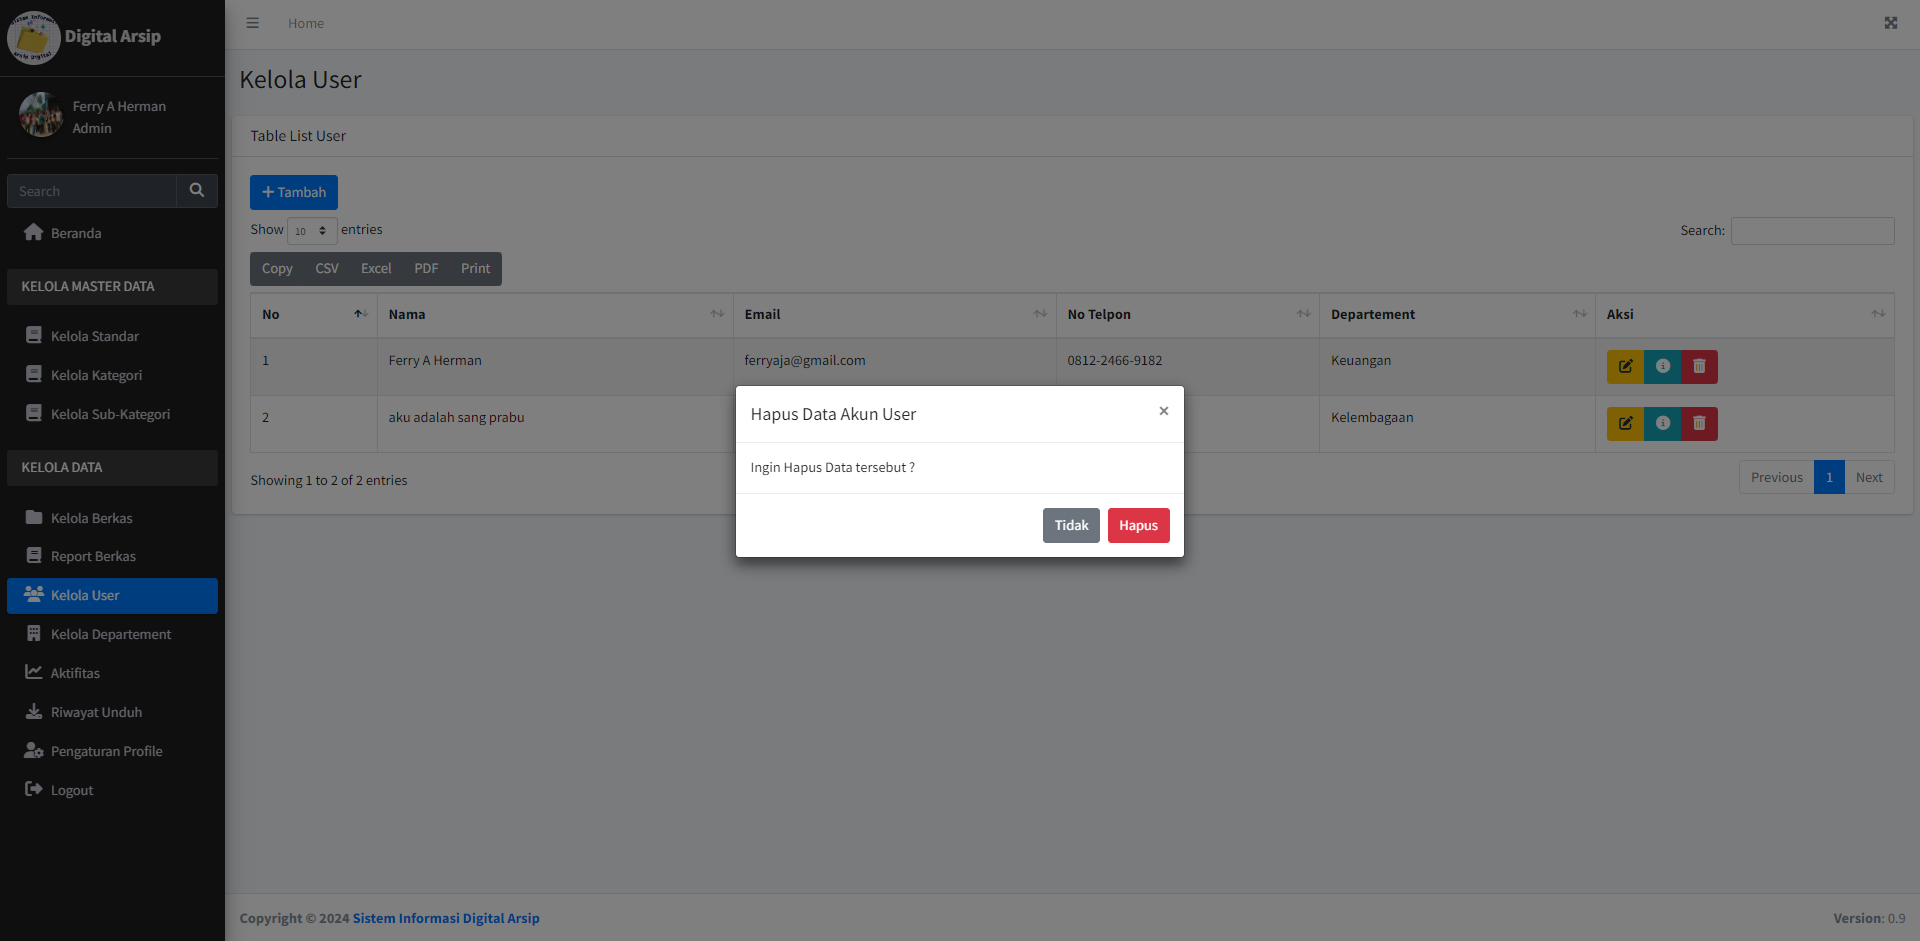 Sistem Informasi
Arsip Digital
Digital Arsip
Ferry A Herman
Admin
Search
Beranda
KELOLA MASTER DATA
Kelola Standar
Kelola Kategori
Kelola Sub-Kategori
KELOLA DATA
Kelola Berkas
Report Berkas
Kelola User
Kelola Departement
Aktifitas
Riwayat Unduh
Pengaturan Profile
Logout
Home
Kelola User
Table List User
+ Tambah
Show 10 entries
Search:
Copy CSV Excel PDF Print
No Nama Email No Telpon Departement Aksi
1 Ferry A Herman ferryaja@gmail.com 0812-2466-9182 Keuangan
2 aku adalah sang prabu Kelembagaan
Showing 1 to 2 of 2 entries
Previous 1 Next
Hapus Data Akun User ×
Ingin Hapus Data tersebut ?
Tidak Hapus
Copyright © 2024 Sistem Informasi Digital Arsip
Version: 0.9